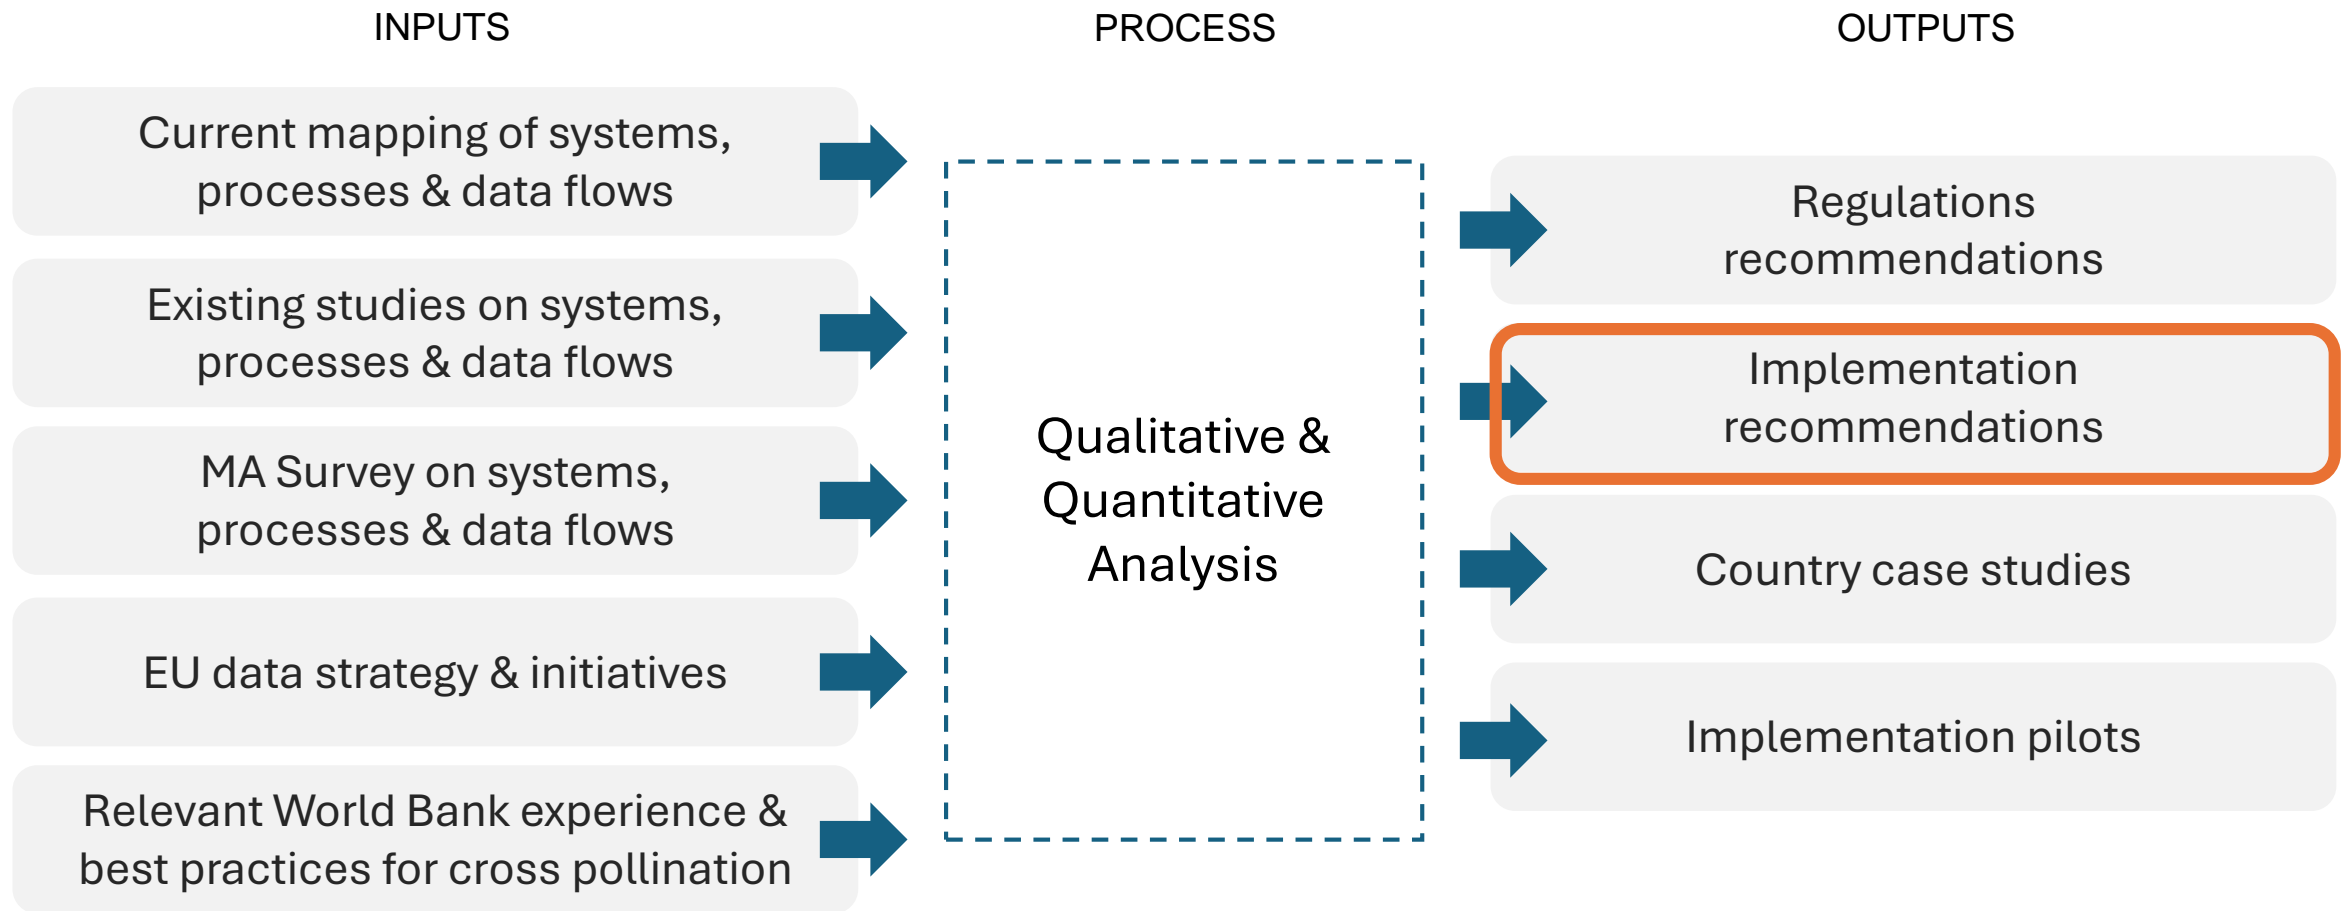 INPUTS
PROCESS
OUTPUTS
Current mapping of systems,
processes & data flows
Existing studies on systems,
processes & data flows
MA Survey on systems,
processes & data flows
EU data strategy & initiatives
Relevant World Bank experience &
best practices for cross pollination
Qualitative &
Quantitative
Analysis
Regulations
recommendations
Implementation
recommendations
Country case studies
Implementation pilots